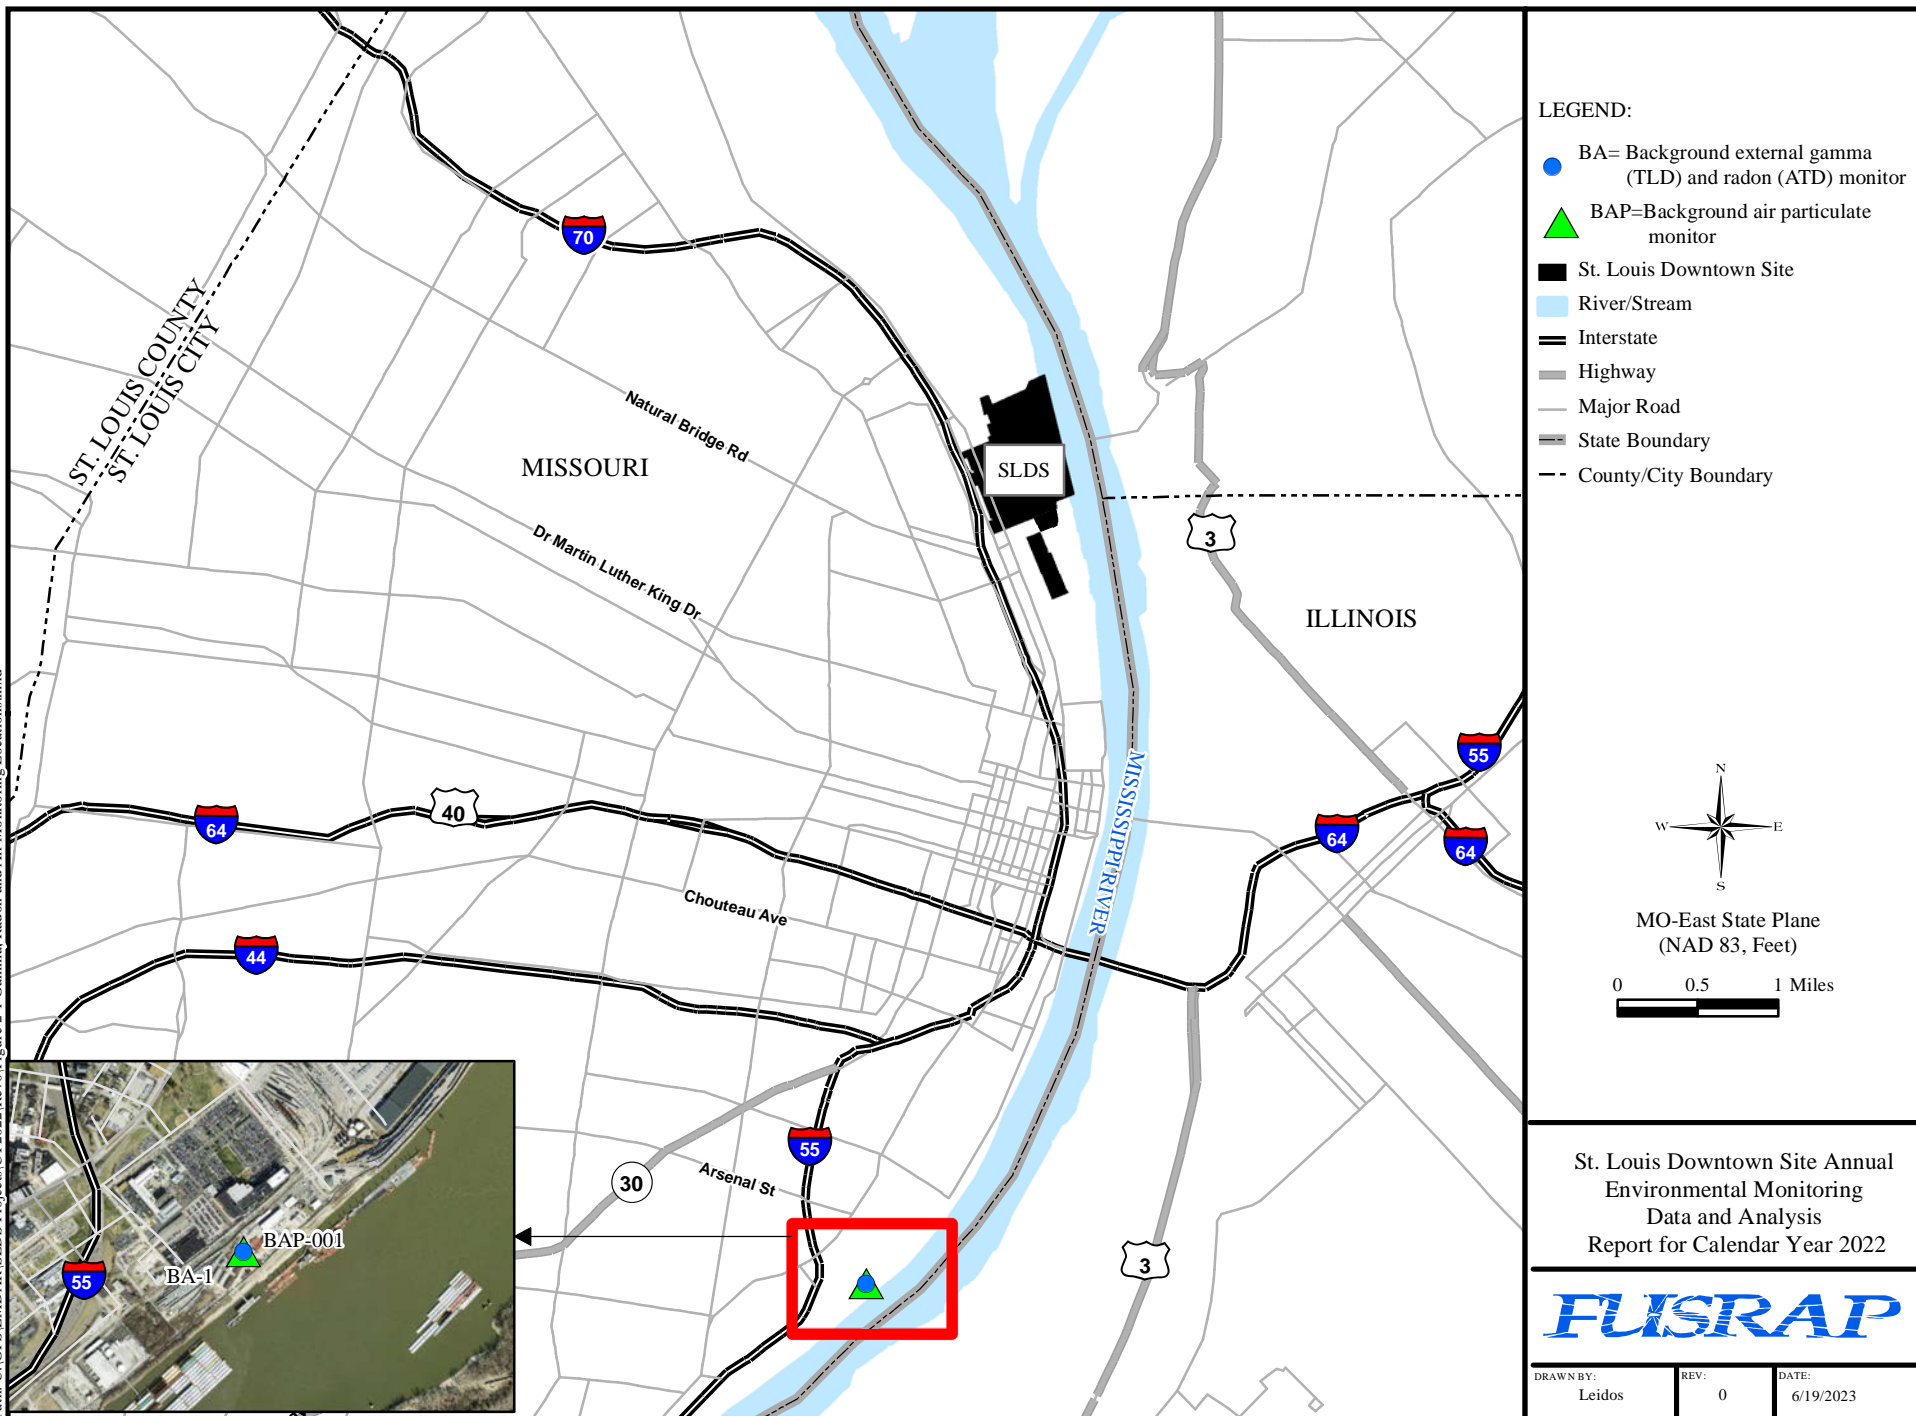 70
ST. LOUIS COUNTY
ST. LOUIS CITY
MISSOURI
Natural Bridge Rd
Dr Martin Luther King Dr
SLDS
3
ILLINOIS
MISSISSIPPI RIVER
55
64
40
64
64
Chouteau Ave
44
55
Arsenal St
30
3
BAP-001
BA-1
55
LEGEND:
BA= Background external gamma
(TLD) and radon (ATD) monitor
BAP=Background air particulate
monitor
St. Louis Downtown Site
River/Stream
Interstate
Highway
Major Road
State Boundary
County/City Boundary
N
W E
S
MO-East State Plane
(NAD 83, Feet)
0 0.5 1 Miles
St. Louis Downtown Site Annual
Environmental Monitoring
Data and Analysis
Report for Calendar Year 2022
FUSRAP
DRAWN BY:
Leidos
REV:
0
DATE:
6/19/2023